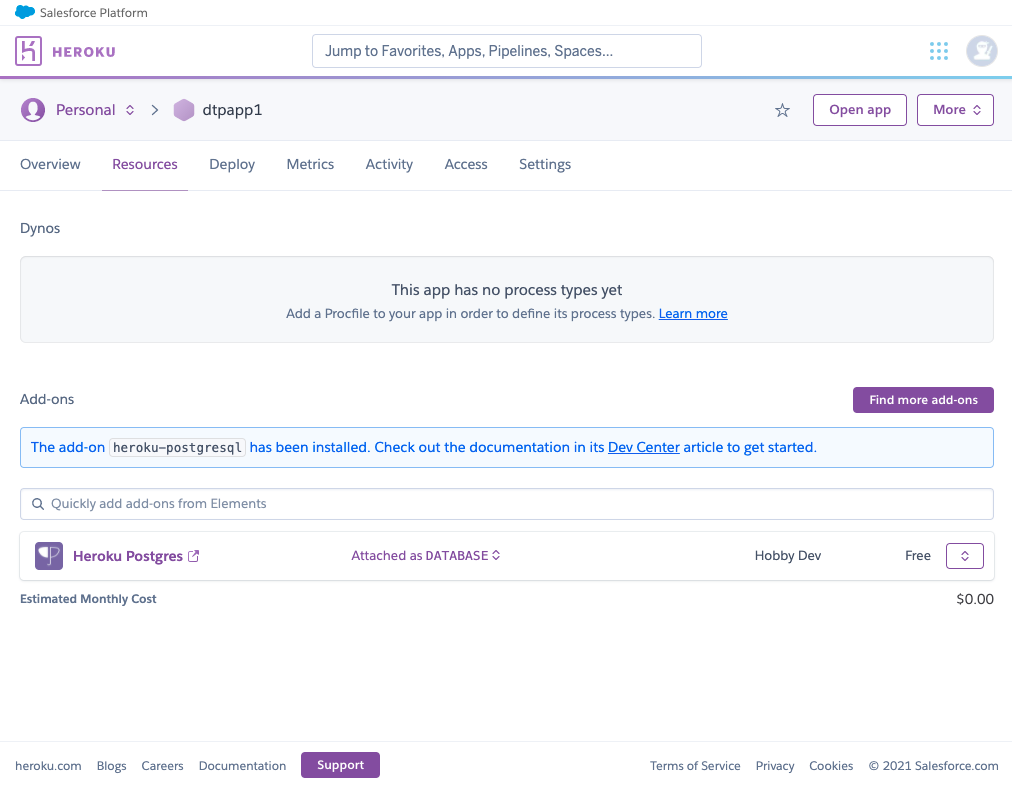 Salesforce Platform
HEROKU
Jump to Favorites, Apps, Pipelines, Spaces...
Personal
dtpapp1
Open app
More
Overview Resources Deploy Metrics Activity Access Settings
Dynos
This app has no process types yet
Add a Procfile to your app in order to define its process types. Learn more
Add-ons
Find more add-ons
The add-on heroku-postgresql has been installed. Check out the documentation in its Dev Center article to get started.
Quickly add add-ons from Elements
Heroku Postgres Attached as DATABASE Hobby Dev Free
Estimated Monthly Cost $0.00
heroku.com Blogs Careers Documentation Support Terms of Service Privacy Cookies © 2021 Salesforce.com